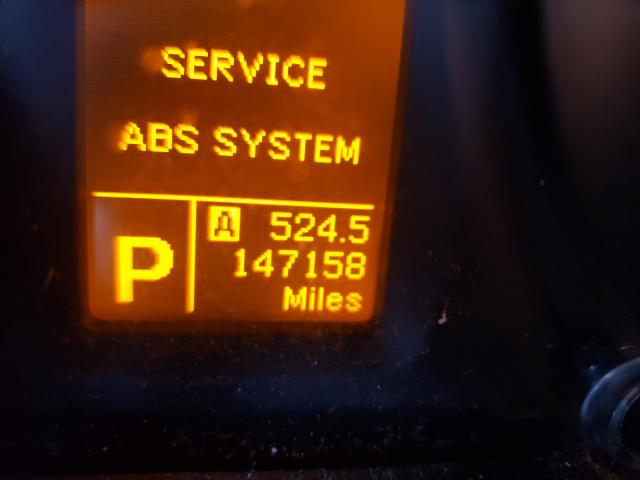 SERVICE
ABS SYSTEM
A 524.5
P 147158
Miles